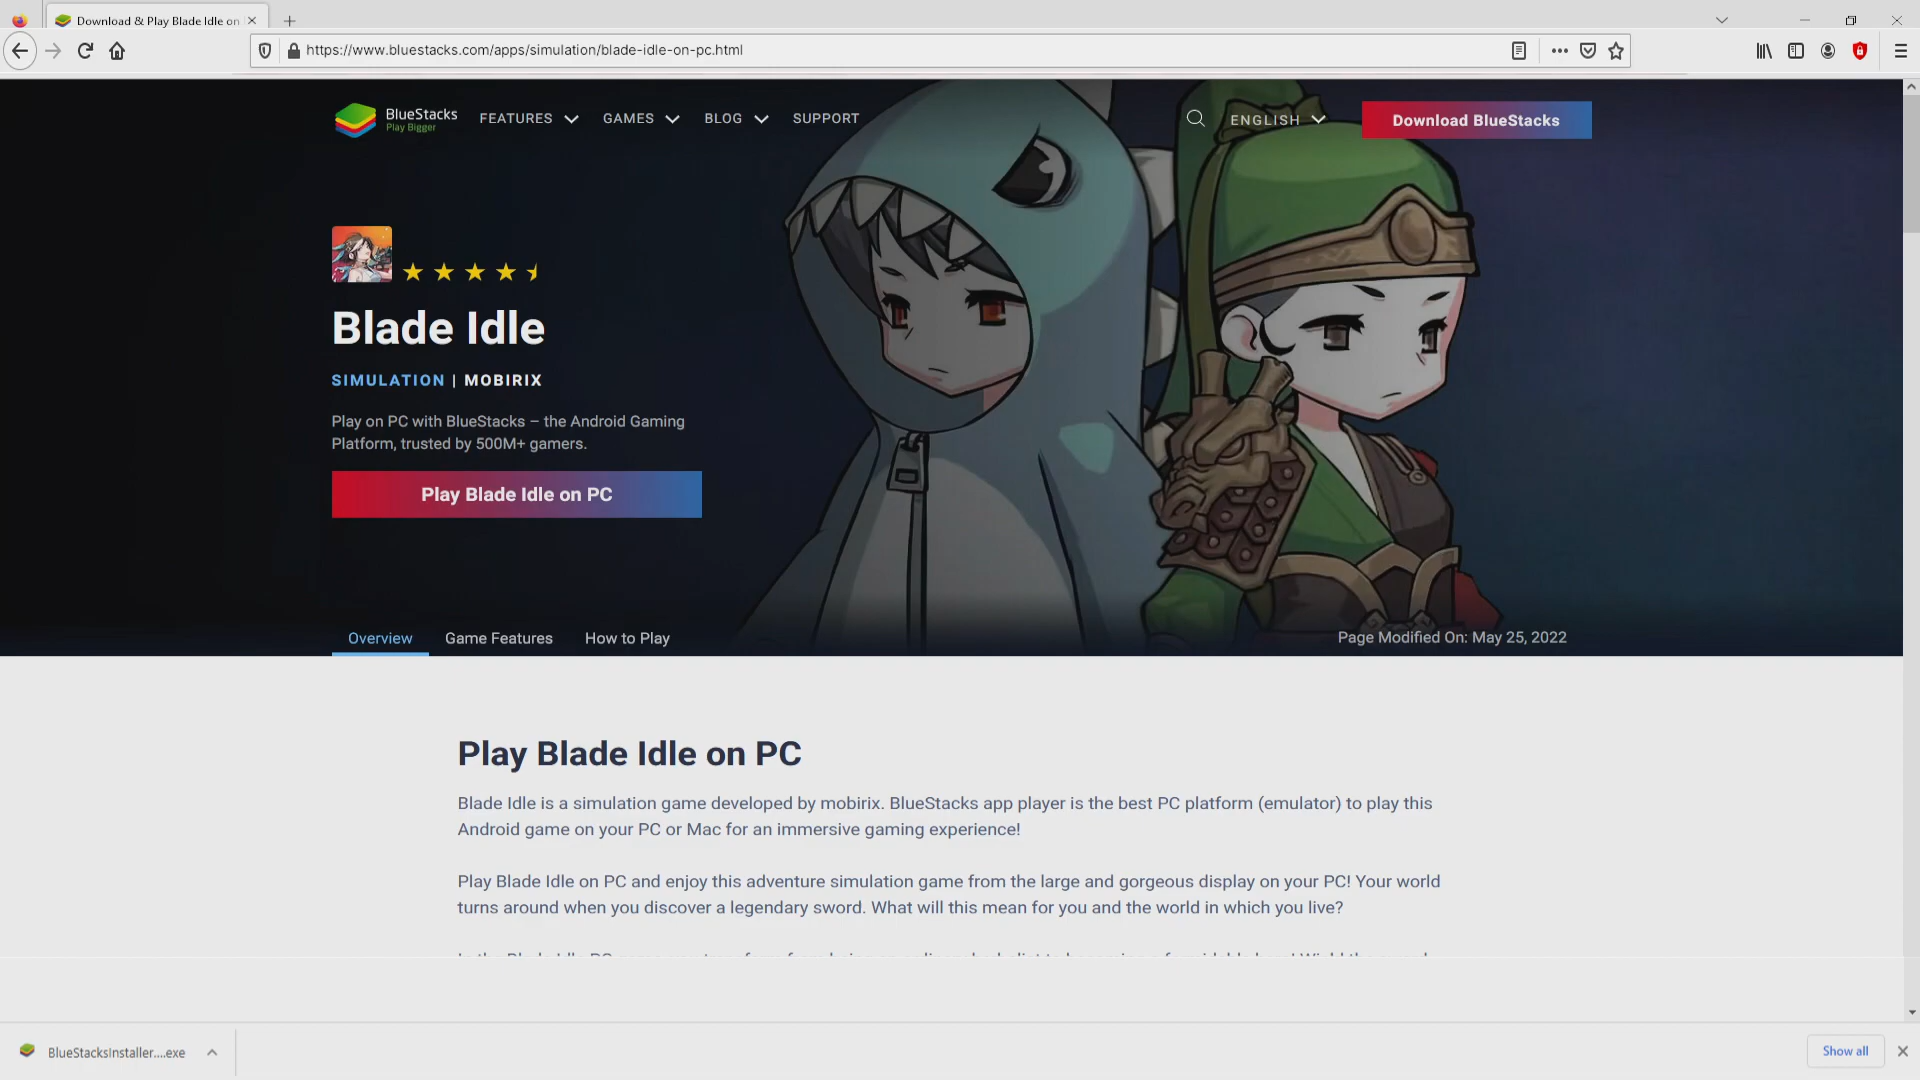 Download & Play Blade Idle on
https://www.bluestacks.com/apps/simulation/blade-idle-on-pc.html
BlueStacks
Play Bigger
FEATURES GAMES BLOG SUPPORT ENGLISH Download BlueStacks
Blade Idle
SIMULATION | MOBIRIX
Play on PC with BlueStacks – the Android Gaming
Platform, trusted by 500M+ gamers.
Play Blade Idle on PC
Overview Game Features How to Play Page Modified On: May 25, 2022
Play Blade Idle on PC
Blade Idle is a simulation game developed by mobirix. BlueStacks app player is the best PC platform (emulator) to play this
Android game on your PC or Mac for an immersive gaming experience!
Play Blade Idle on PC and enjoy this adventure simulation game from the large and gorgeous display on your PC! Your world
turns around when you discover a legendary sword. What will this mean for you and the world in which you live?
BlueStacksInstaller....exe Show all